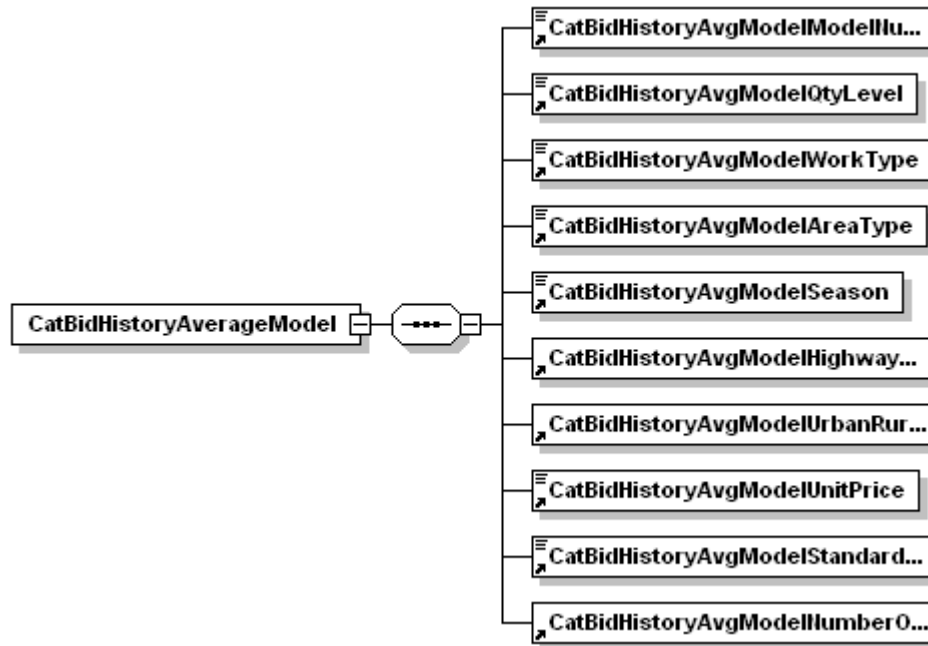 CatBidHistoryAvgModelModelNu...
CatBidHistoryAvgModelQtyLevel
CatBidHistoryAvgModelWorkType
CatBidHistoryAvgModelAreaType
CatBidHistoryAvgModelSeason
CatBidHistoryAverageModel
CatBidHistoryAvgModelHighway...
CatBidHistoryAvgModelUrbanRur...
CatBidHistoryAvgModelUnitPrice
CatBidHistoryAvgModelStandard...
CatBidHistoryAvgModelNumberO...